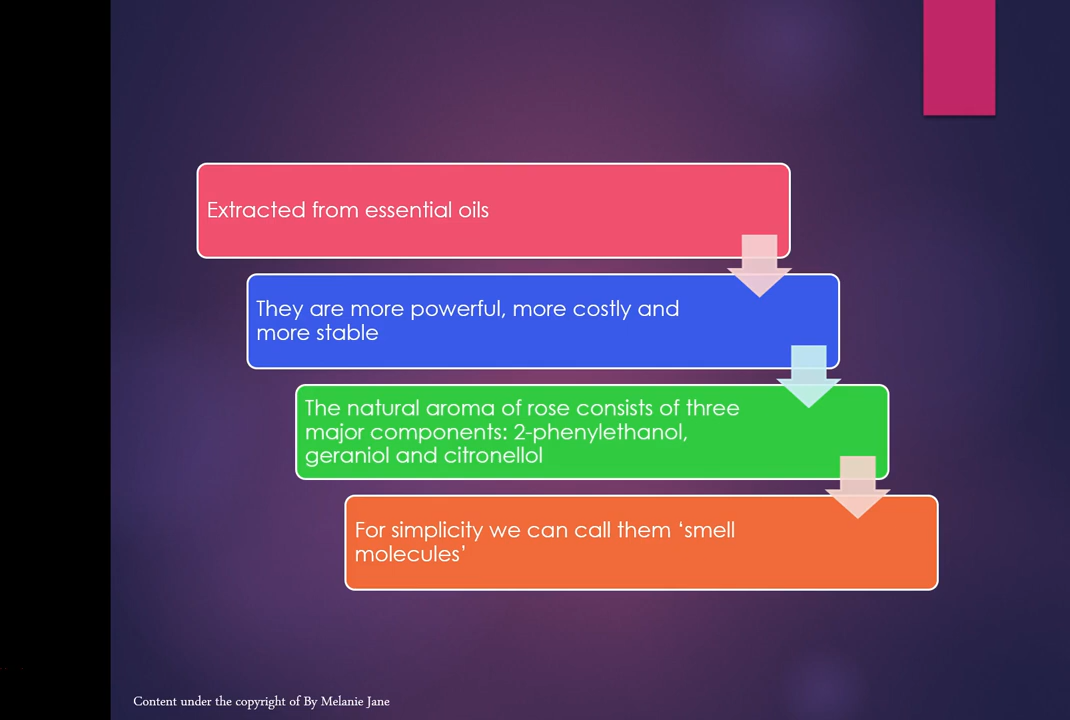 Extracted from essential oils
They are more powerful, more costly and
more stable
The natural aroma of rose consists of three
major components: 2-phenylethanol,
geraniol and citronellol
For simplicity we can call them ‘smell
molecules’
Content under the copyright of By Melanie Jane